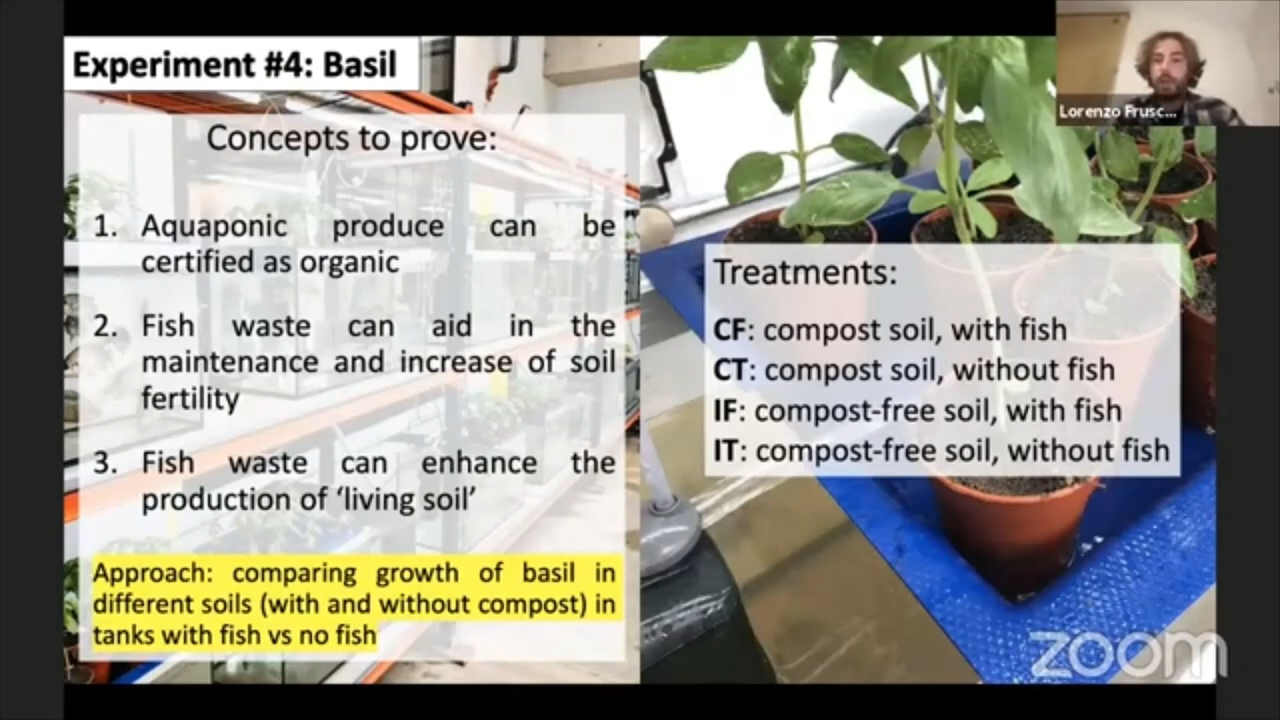 Experiment #4: Basil
Concepts to prove:
1. Aquaponic produce can be
certified as organic
2. Fish waste can aid in the
maintenance and increase of soil
fertility
3. Fish waste can enhance the
production of ‘living soil’
Approach: comparing growth of basil in
different soils (with and without compost) in
tanks with fish vs no fish
Treatments:
CF: compost soil, with fish
CT: compost soil, without fish
IF: compost-free soil, with fish
IT: compost-free soil, without fish
Lorenzo Frusc...
zoom